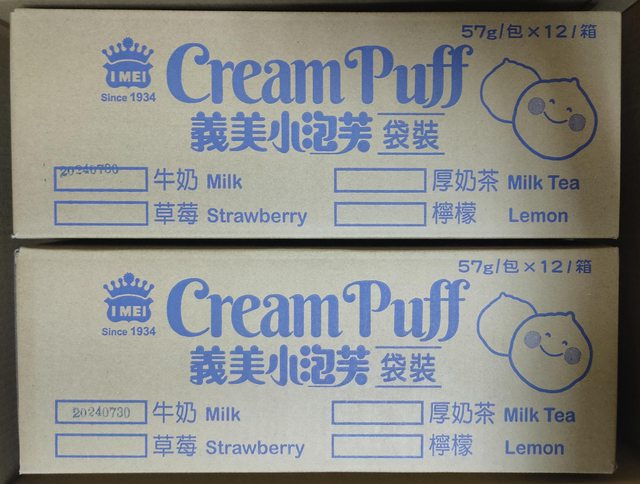 57g/包×12/箱
I MEI
Since 1934
Cream Puff
義美小泡芙 袋裝
20240730 牛奶 Milk 厚奶茶 Milk Tea
草莓 Strawberry 檸檬 Lemon
57g/包×12/箱
I MEI
Since 1934
Cream Puff
義美小泡芙 袋裝
20240730 牛奶 Milk 厚奶茶 Milk Tea
草莓 Strawberry 檸檬 Lemon